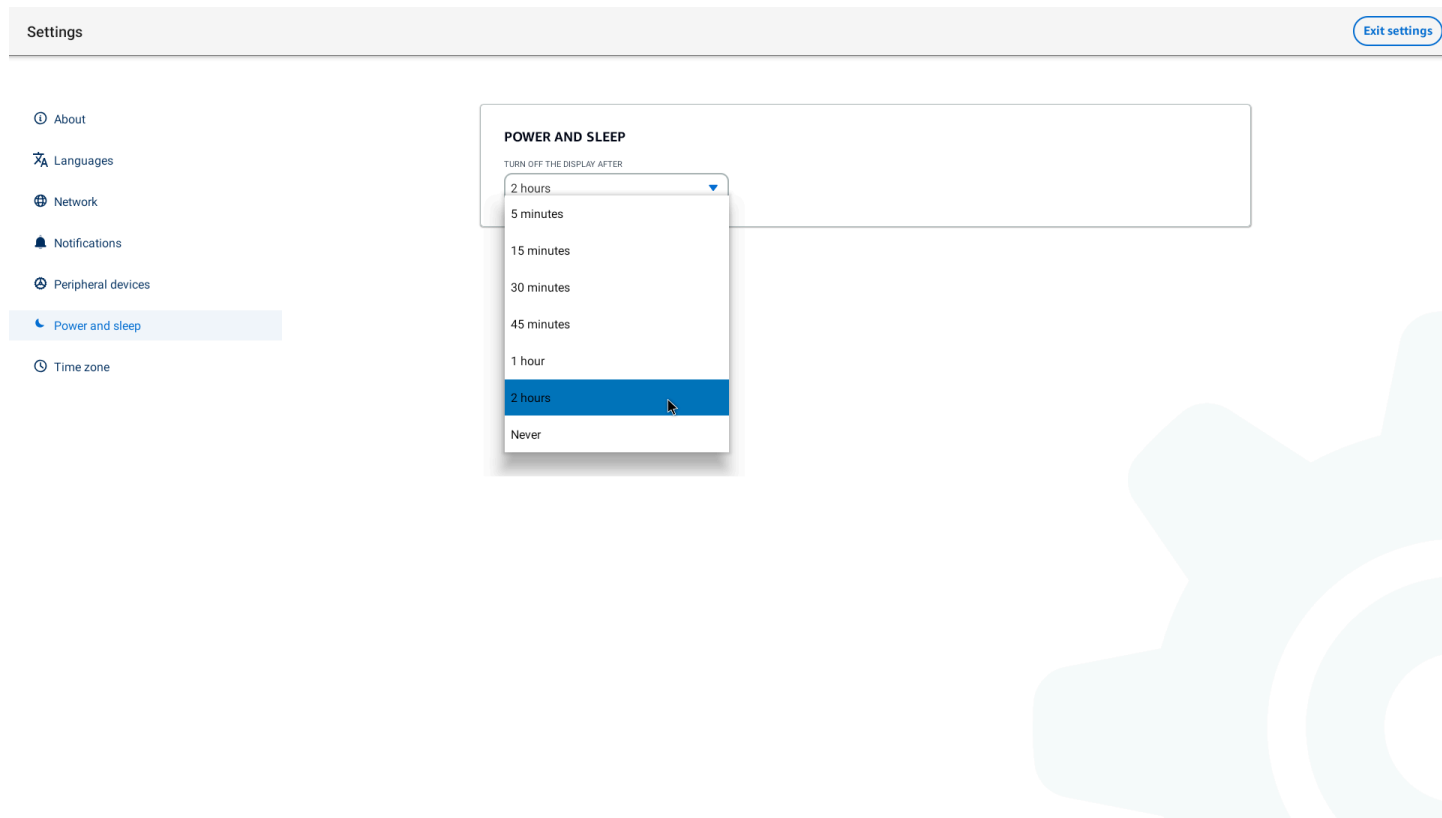 Settings
Exit settings
About
Languages
Network
Notifications
Peripheral devices
Power and sleep
Time zone
POWER AND SLEEP
TURN OFF THE DISPLAY AFTER
2 hours
5 minutes
15 minutes
30 minutes
45 minutes
1 hour
2 hours
Never